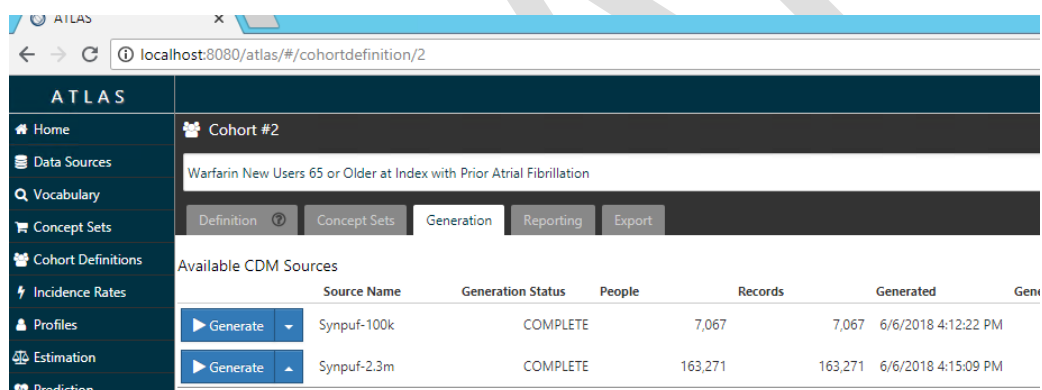 ATLAS ×
localhost:8080/atlas/#/cohortdefinition/2
ATLAS
Home
Cohort #2
Data Sources
Warfarin New Users 65 or Older at Index with Prior Atrial Fibrillation
Vocabulary
Definition ? Concept Sets Generation Reporting Export
Concept Sets
Cohort Definitions
Available CDM Sources
Incidence Rates
Source Name Generation Status People Records Generated
Profiles
Generate Synpuf-100k COMPLETE 7,067 7,067 6/6/2018 4:12:22 PM
Estimation
Generate Synpuf-2.3m COMPLETE 163,271 163,271 6/6/2018 4:15:09 PM
Prediction